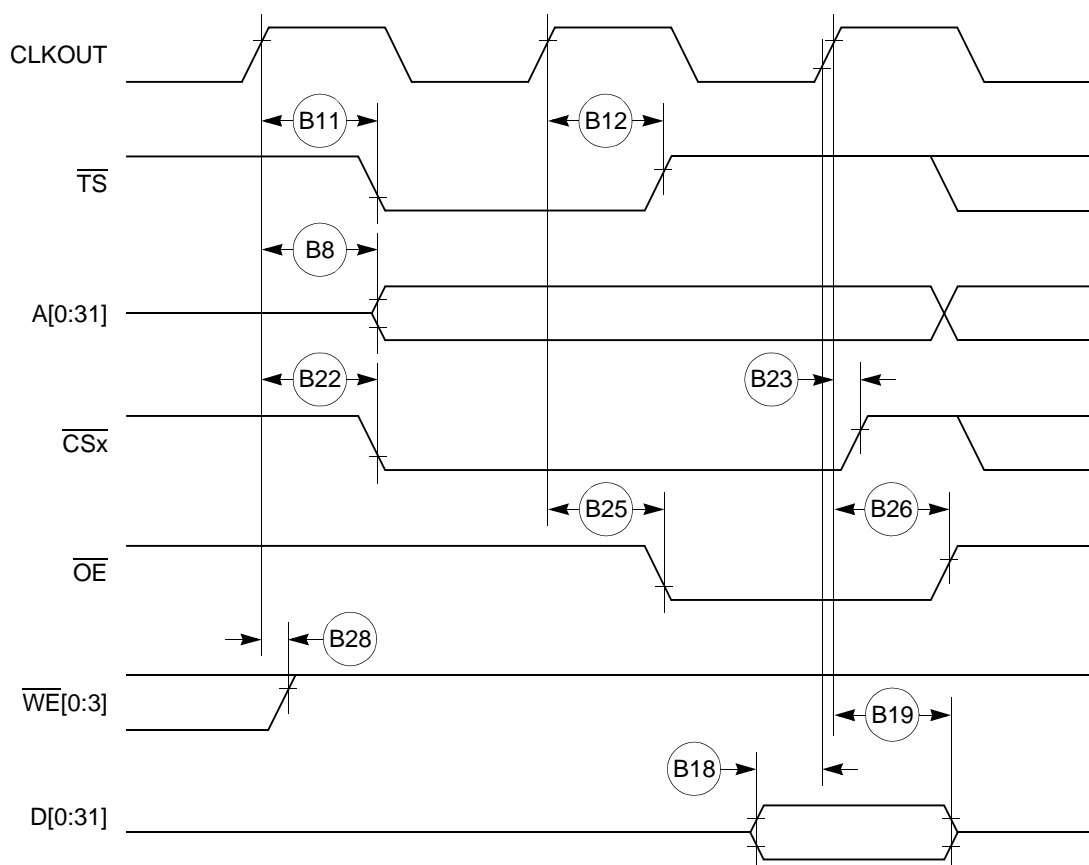 CLKOUT
B11
B12
TS
B8
A[0:31]
B22
B23
CSx
B25
B26
OE
B28
WE[0:3]
B19
B18
D[0:31]